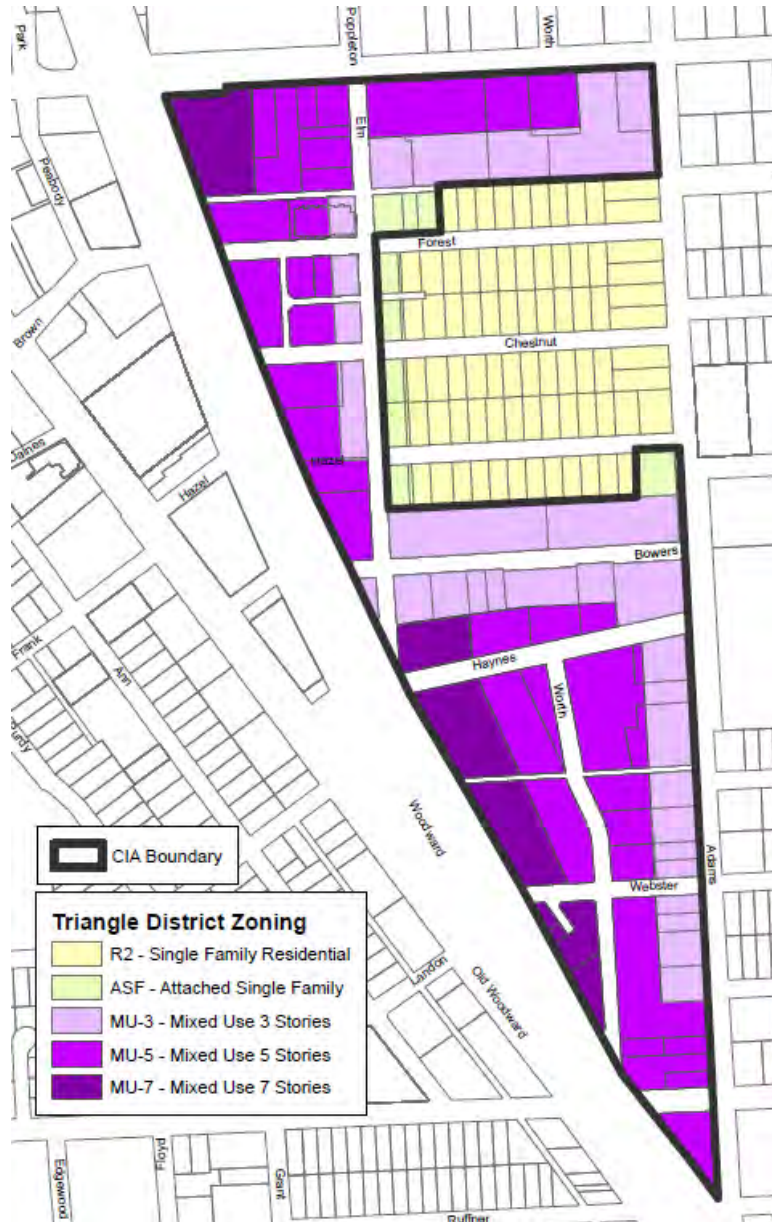 Park
Poppleton
Worth
Elm
Peabody
Forest
Brown
Chestnut
Hazel
Hazel
Bowers
Frank
Ann
Haynes
Worth
Woodward
Adams
CIA Boundary
Webster
Triangle District Zoning
R2 - Single Family Residential
ASF - Attached Single Family
MU-3 - Mixed Use 3 Stories
MU-5 - Mixed Use 5 Stories
MU-7 - Mixed Use 7 Stories
Landon
Old Woodward
Edgewood
Floyd
Grant
Ruffner